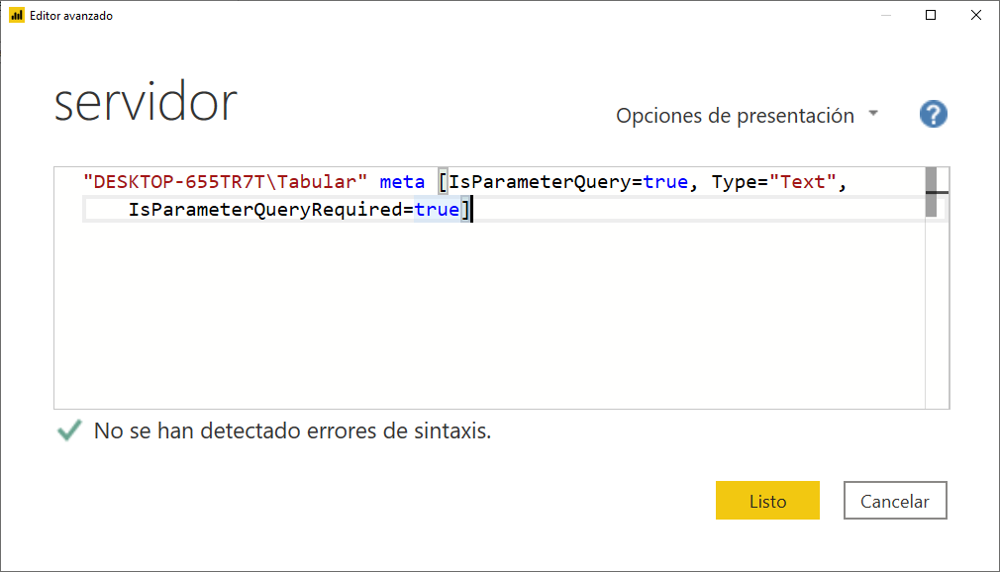 Editor avanzado
servidor
Opciones de presentación
"DESKTOP-655TR7T\Tabular" meta [IsParameterQuery=true, Type="Text",
IsParameterQueryRequired=true]
No se han detectado errores de sintaxis.
Listo
Cancelar